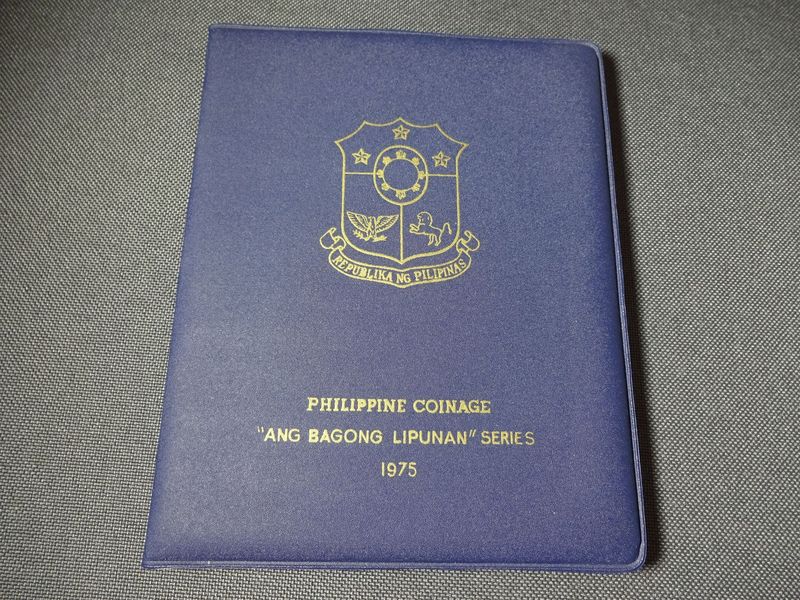 REPUBLIKA NG PILIPINAS
PHILIPPINE COINAGE
"ANG BAGONG LIPUNAN" SERIES
1975